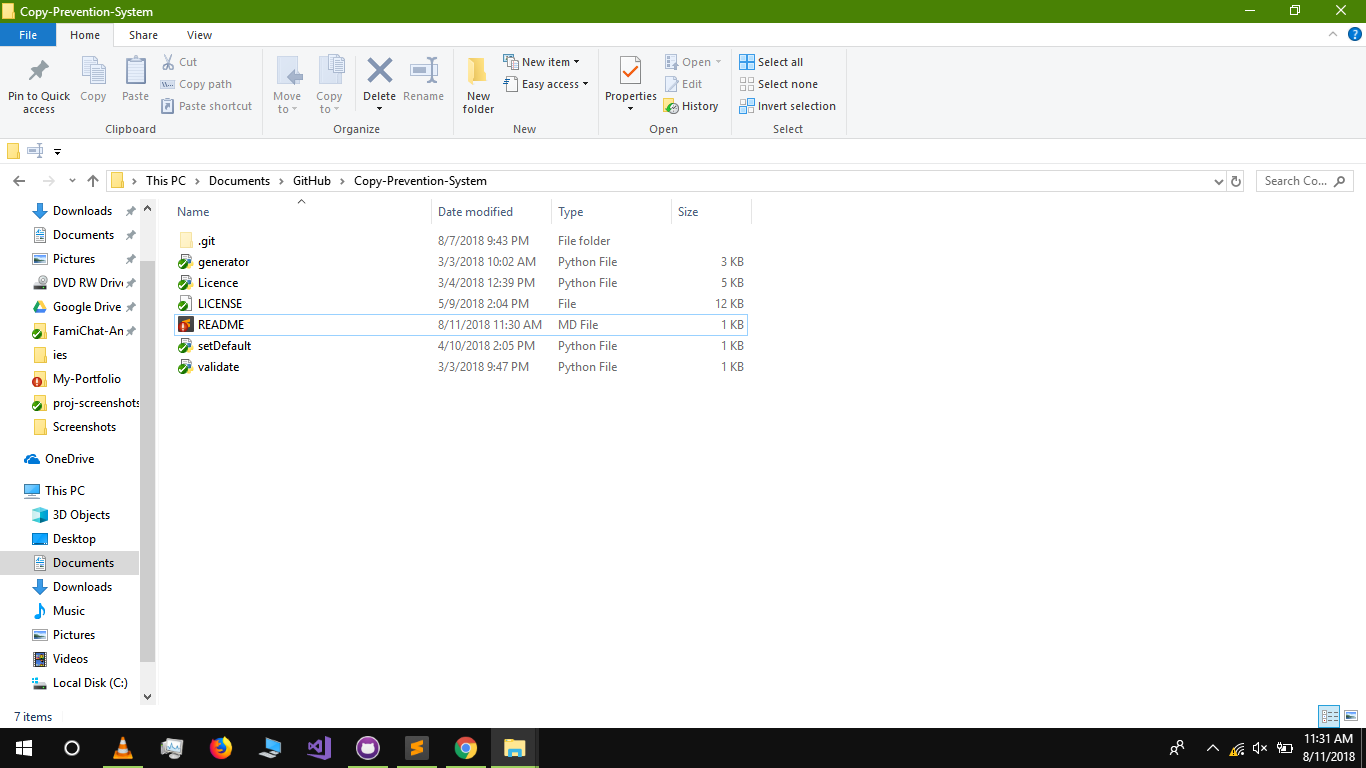 Copy-Prevention-System
File Home Share View
Pin to Quick access
Copy
Paste
Cut
Copy path
Paste shortcut
Clipboard
Move to
Copy to
Delete
Rename
Organize
New folder
New item
Easy access
New
Properties
Open
Edit
History
Open
Select all
Select none
Invert selection
Select
This PC > Documents > GitHub > Copy-Prevention-System
Search Co...
Downloads
Documents
Pictures
DVD RW Drive
Google Drive
FamiChat-An
ies
My-Portfolio
proj-screenshots
Screenshots
OneDrive
This PC
3D Objects
Desktop
Documents
Downloads
Music
Pictures
Videos
Local Disk (C:)
Name Date modified Type Size
.git 8/7/2018 9:43 PM File folder
generator 3/3/2018 10:02 AM Python File 3 KB
Licence 3/4/2018 12:39 PM Python File 5 KB
LICENSE 5/9/2018 2:04 PM File 12 KB
README 8/11/2018 11:30 AM MD File 1 KB
setDefault 4/10/2018 2:05 PM Python File 1 KB
validate 3/3/2018 9:47 PM Python File 1 KB
7 items
11:31 AM
8/11/2018